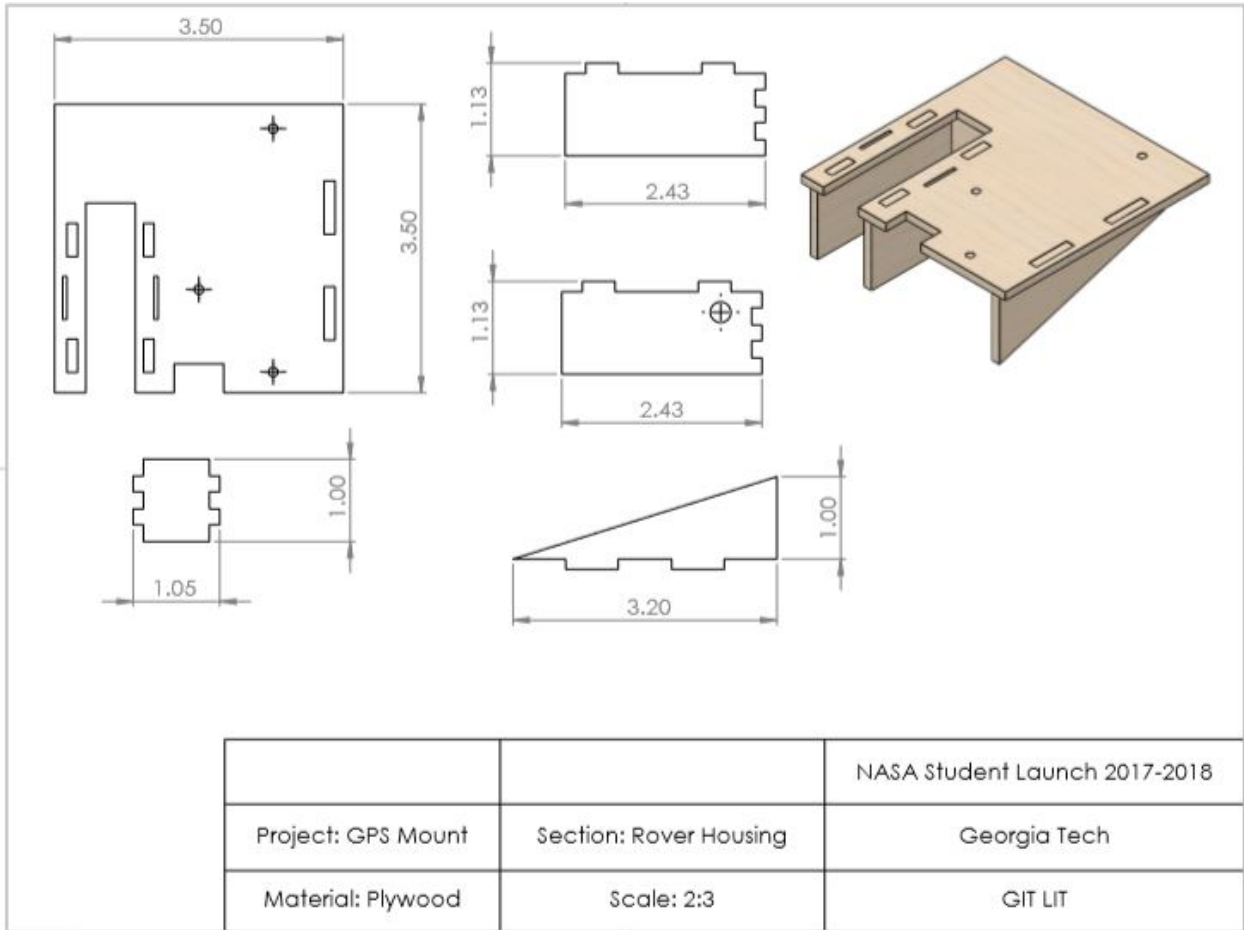 3.50
3.50
1.13
2.43
1.13
2.43
1.00
1.05
1.00
3.20
NASA Student Launch 2017-2018
Project: GPS Mount
Section: Rover Housing
Georgia Tech
Material: Plywood
Scale: 2:3
GIT LIT